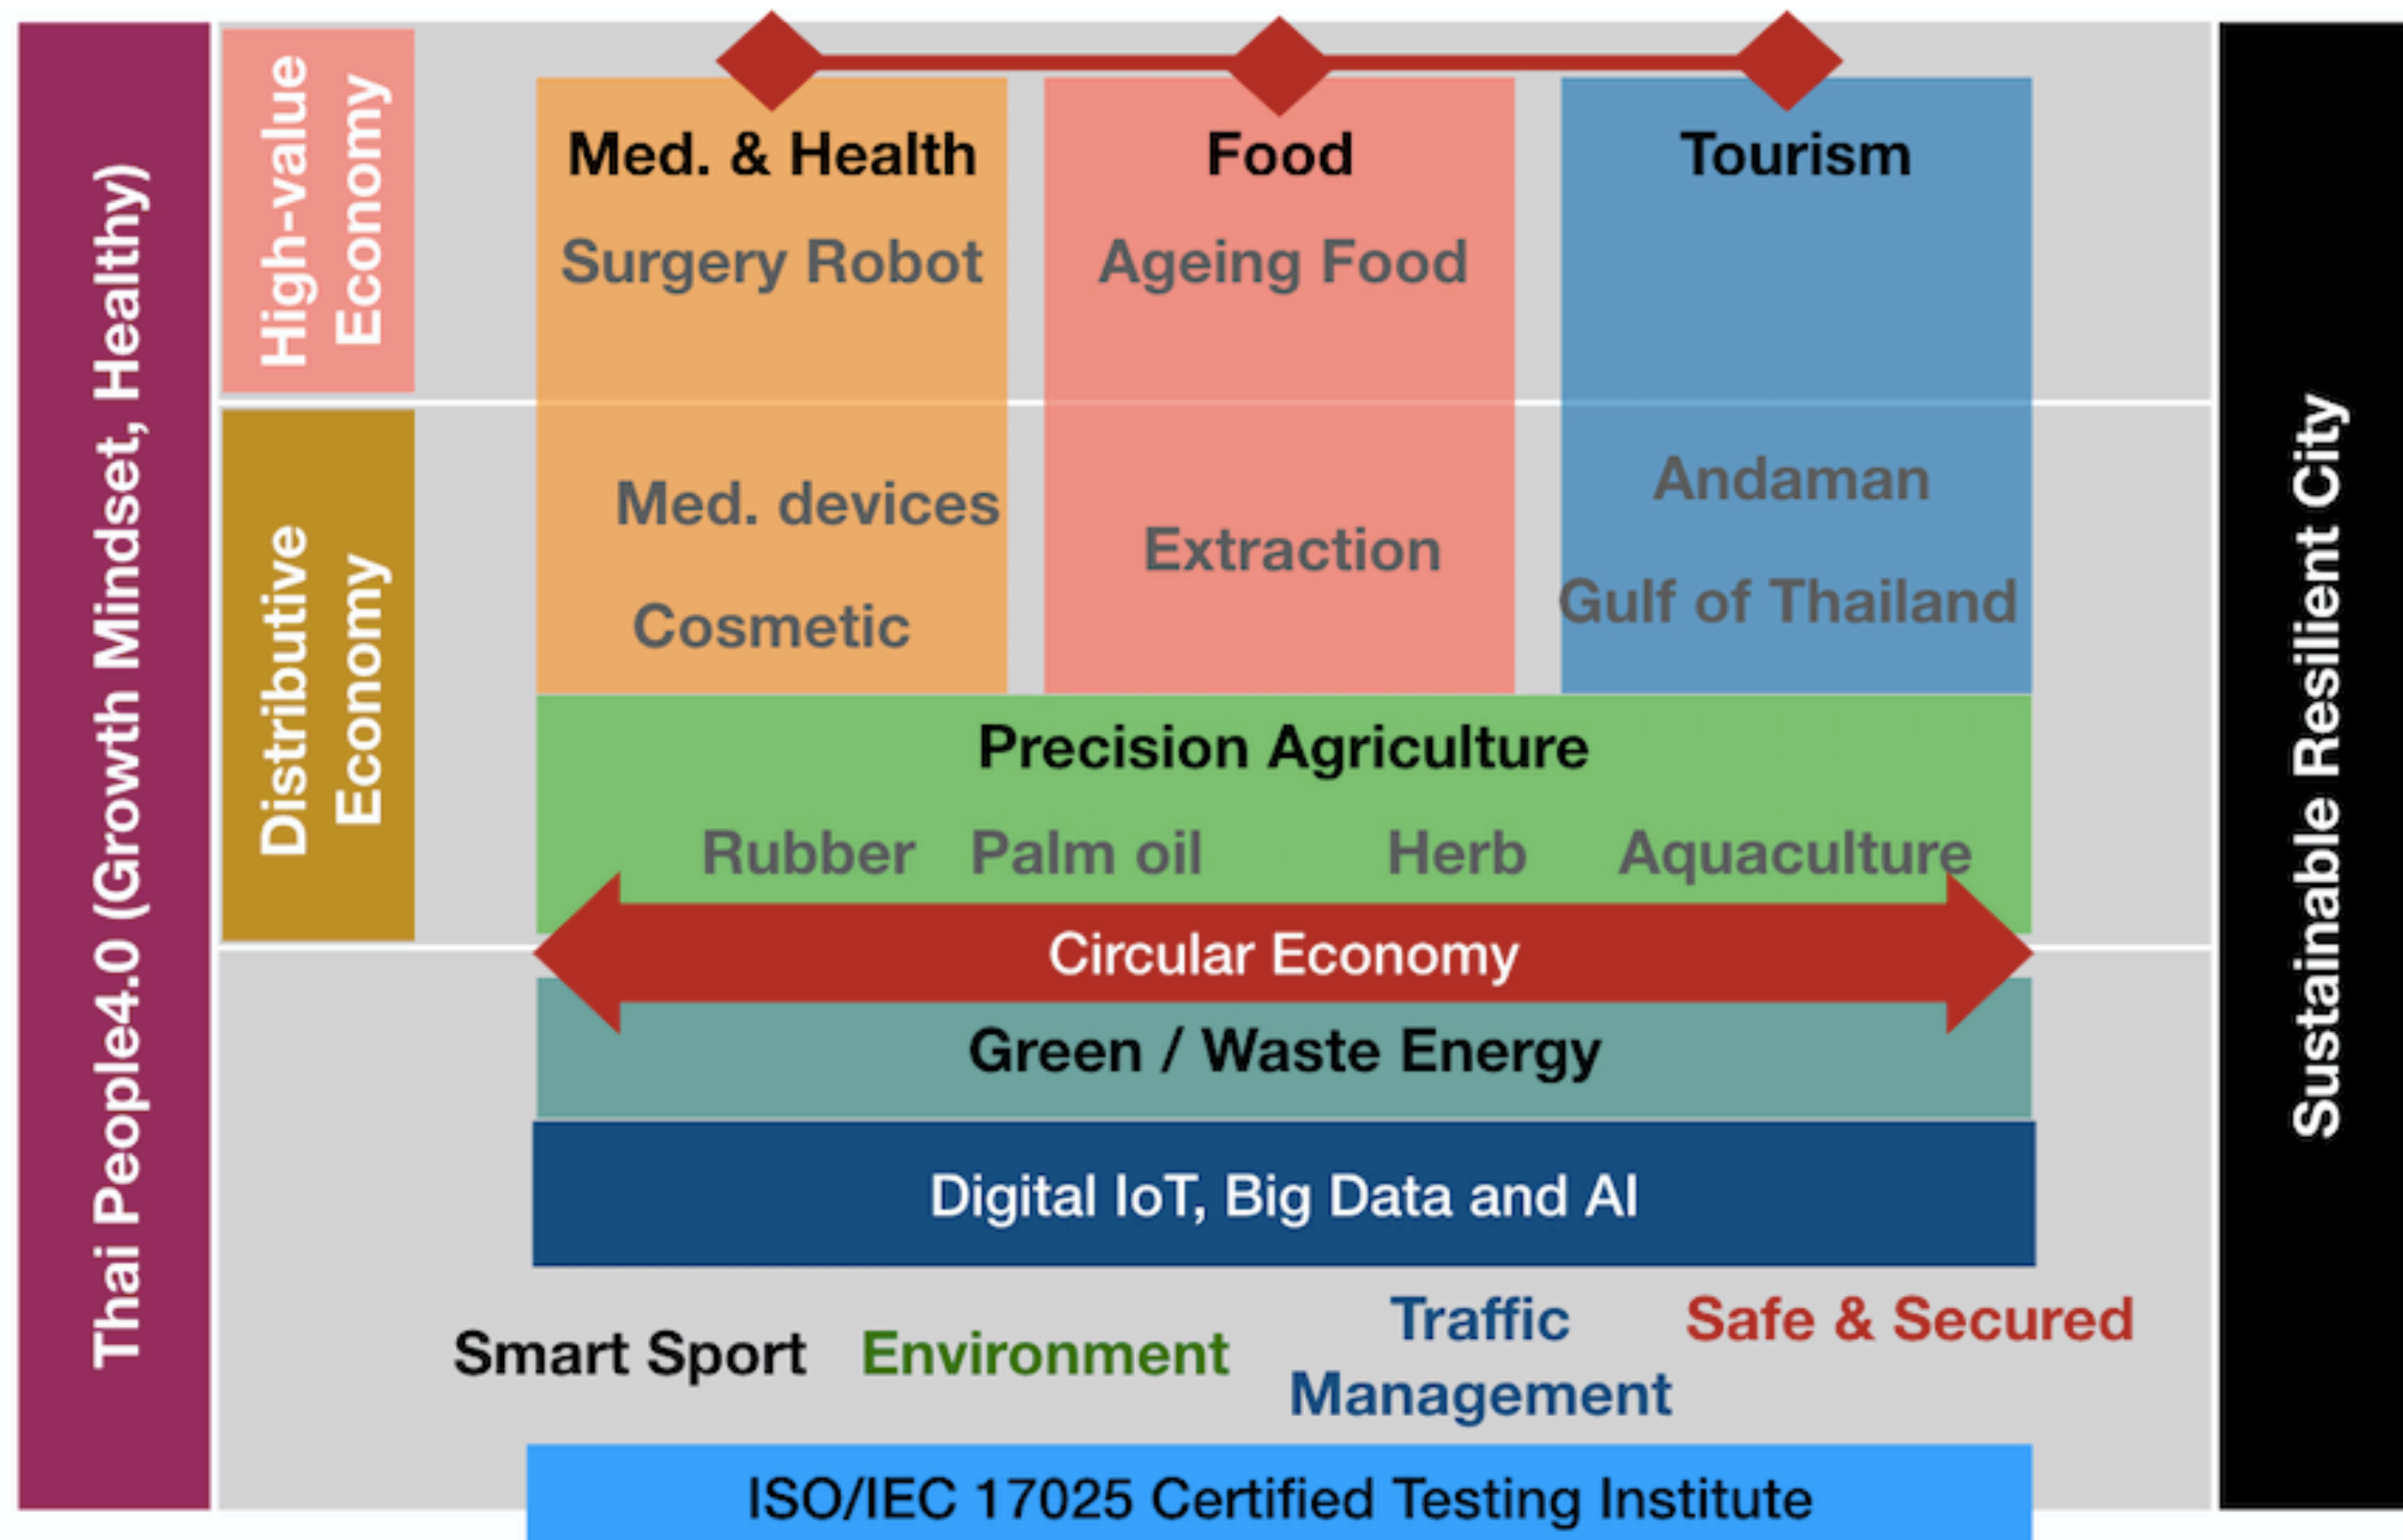 Thai People4.0 (Growth Mindset, Healthy)
High-value
Economy
Med. & Health
Food
Tourism
Surgery Robot
Ageing Food
Distributive
Economy
Med. devices
Cosmetic
Extraction
Andaman
Gulf of Thailand
Precision Agriculture
Rubber Palm oil Herb Aquaculture
Circular Economy
Green / Waste Energy
Digital IoT, Big Data and AI
Smart Sport
Environment
Traffic
Management
Safe & Secured
ISO/IEC 17025 Certified Testing Institute
Sustainable Resilient City